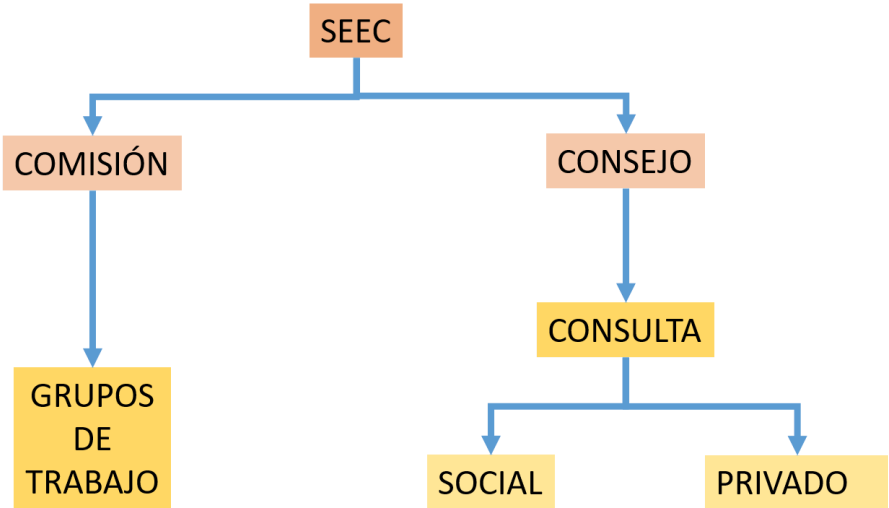 SEEC
COMISIÓN
CONSEJO
CONSULTA
GRUPOS
DE
TRABAJO
SOCIAL
PRIVADO